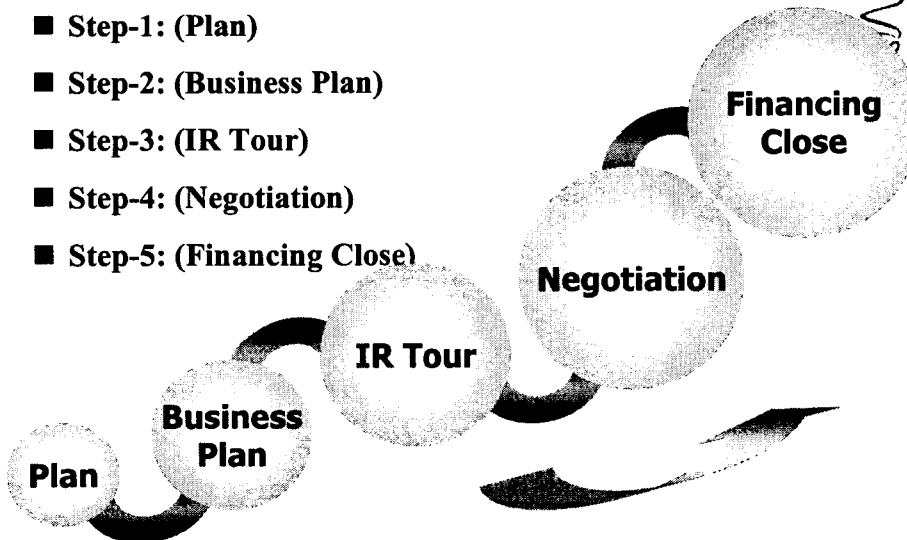 ■ Step-1: (Plan)
■ Step-2: (Business Plan)
■ Step-3: (IR Tour)
■ Step-4: (Negotiation)
■ Step-5: (Financing Close)
Financing
Close
Negotiation
IR Tour
Business
Plan
Plan